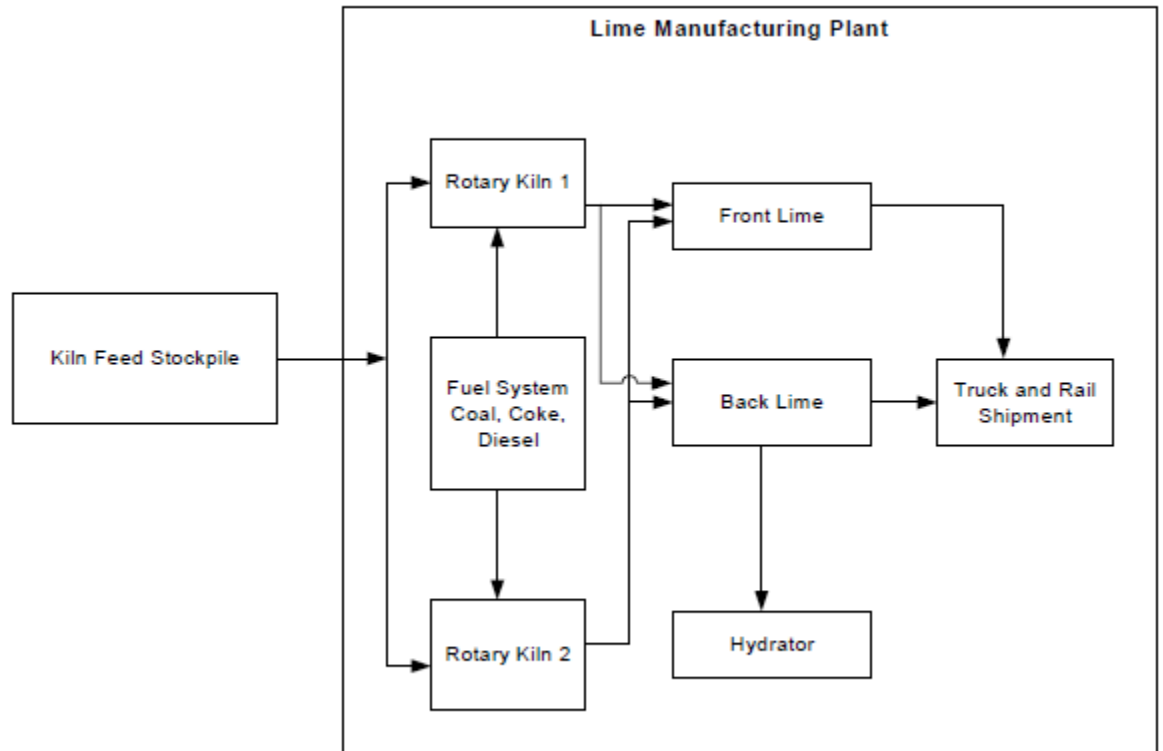 Lime Manufacturing Plant
Rotary Kiln 1
Front Lime
Kiln Feed Stockpile
Fuel System
Coal, Coke,
Diesel
Back Lime
Truck and Rail
Shipment
Rotary Kiln 2
Hydrator